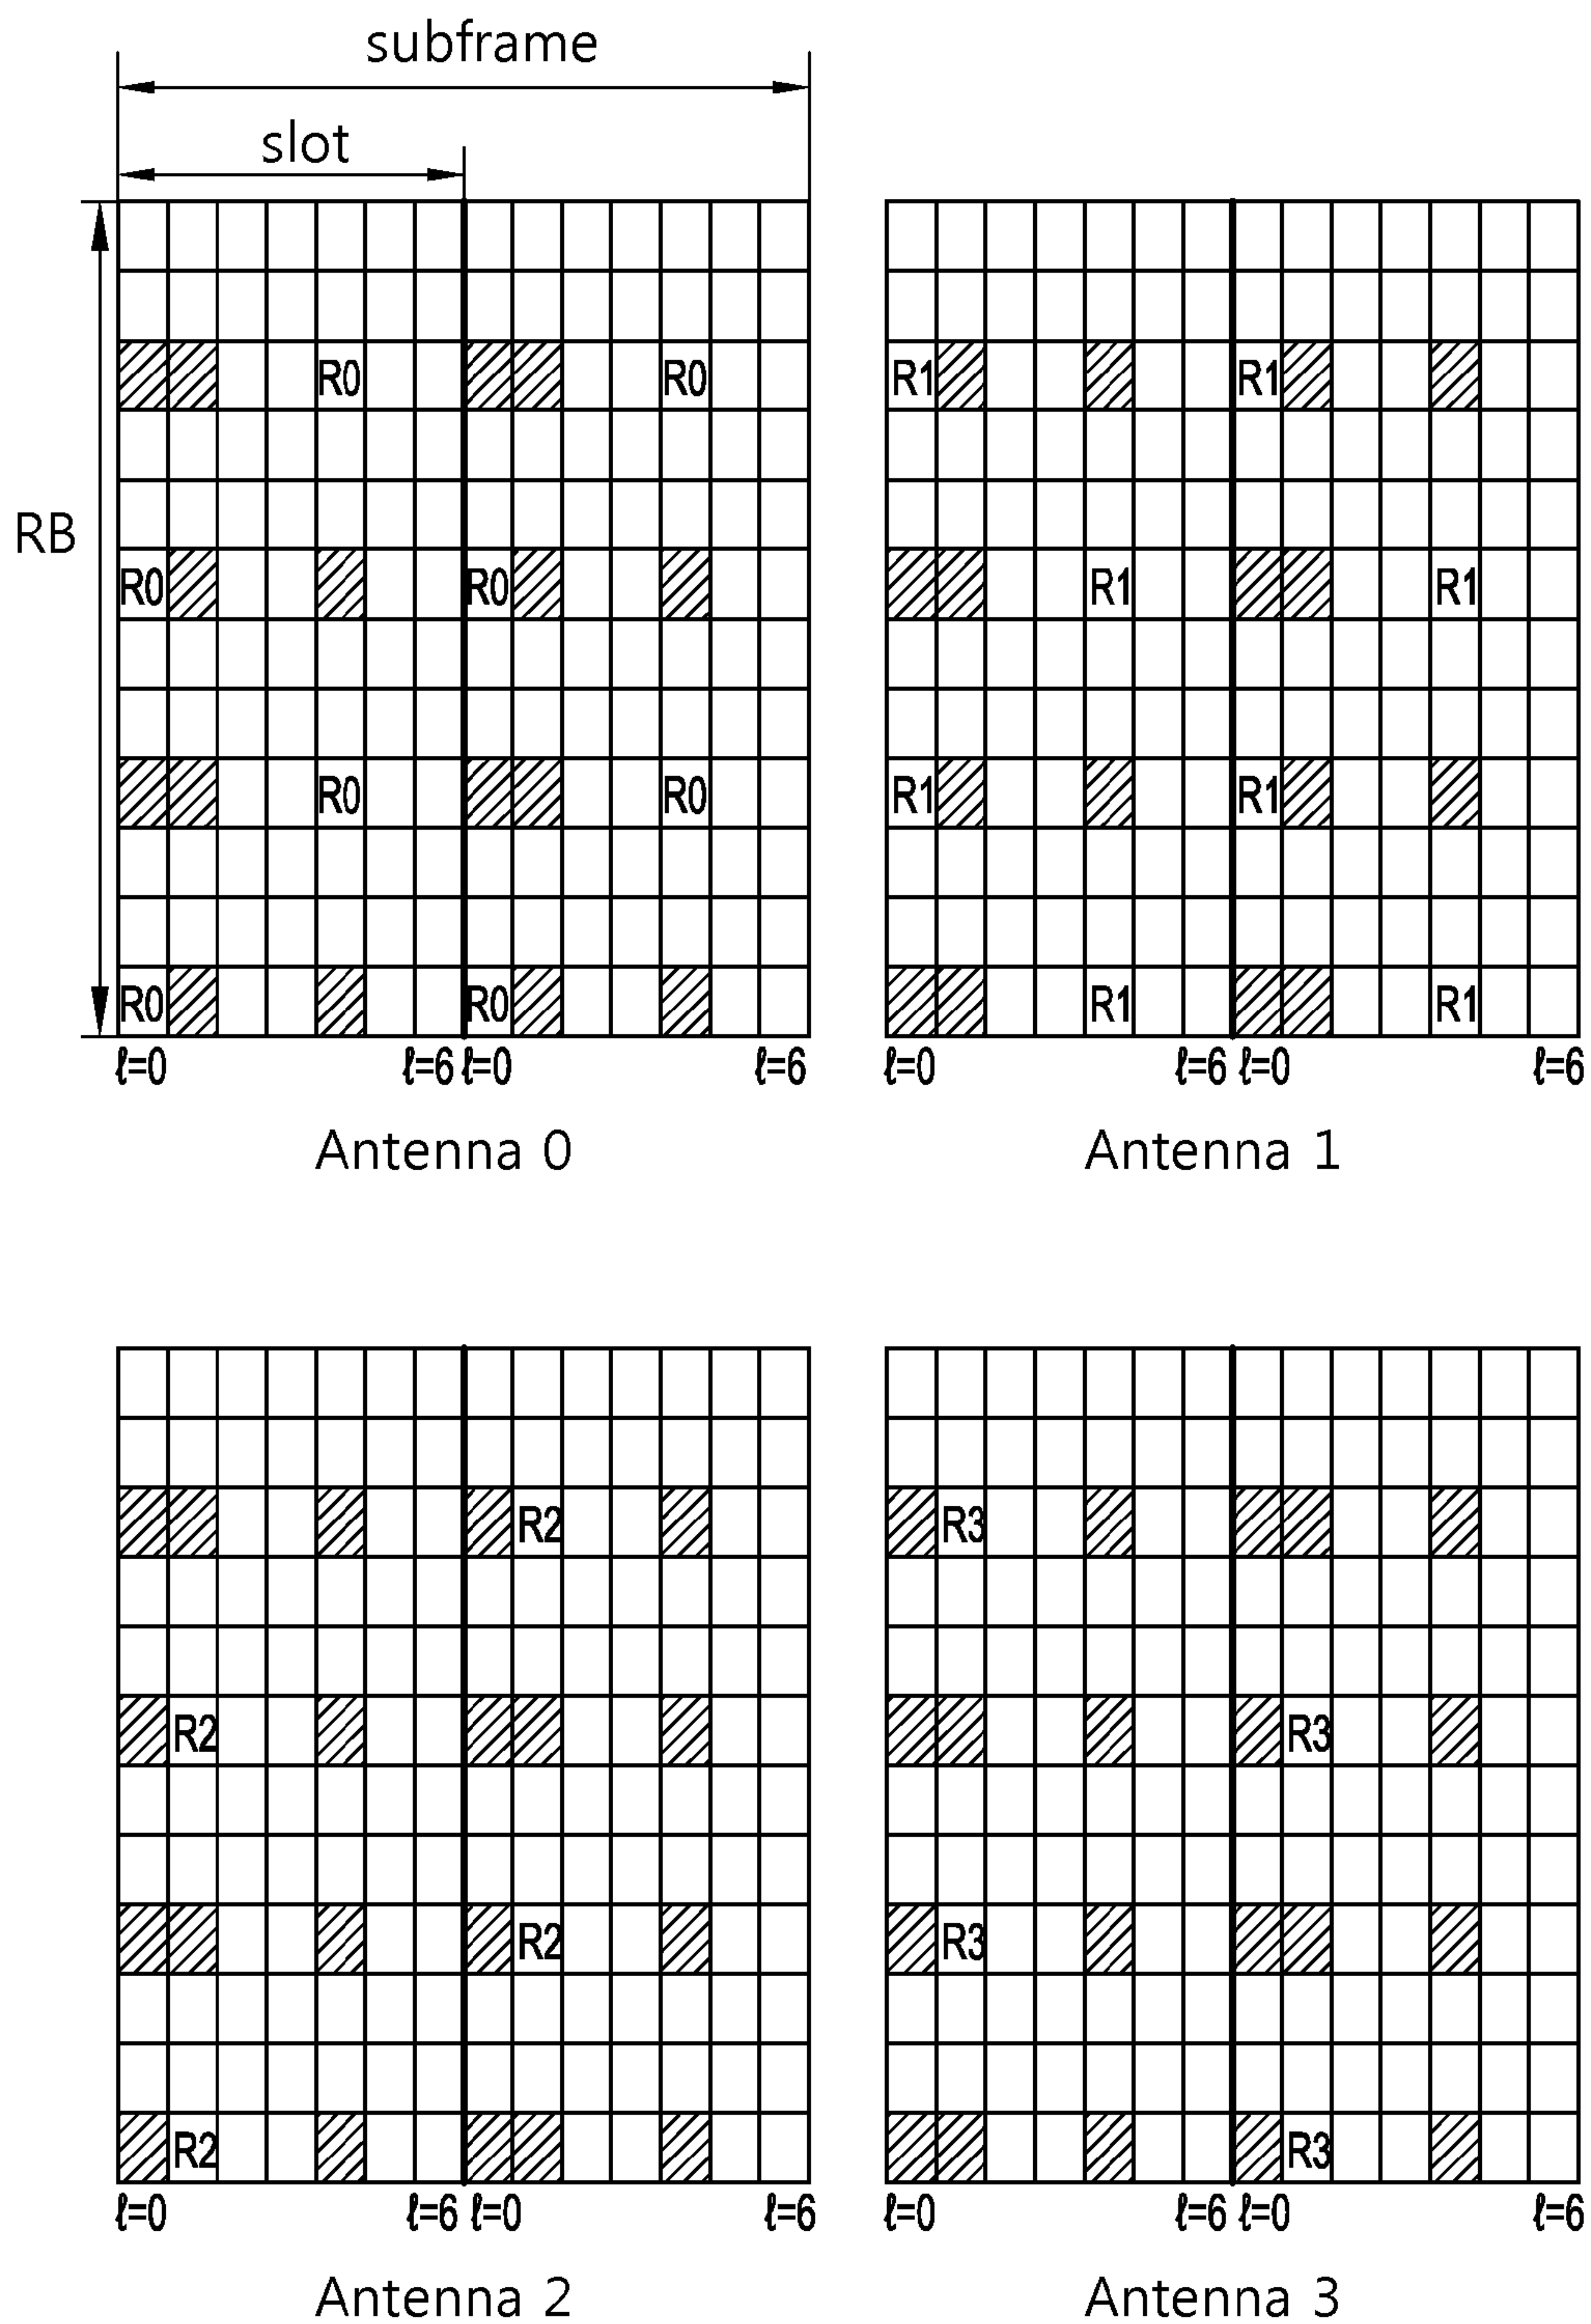 subframe
slot
RB
R0 R0 R1 R1
R0 R0 R1 R1
R0 R0 R1 R1
R0 R0 R1 R1
ℓ=0 ℓ=6 ℓ=0 ℓ=6 ℓ=0 ℓ=6 ℓ=0 ℓ=6
Antenna 0 Antenna 1
R2 R3
R2 R3
R2 R3
R2 R3
ℓ=0 ℓ=6 ℓ=0 ℓ=6 ℓ=0 ℓ=6 ℓ=0 ℓ=6
Antenna 2 Antenna 3